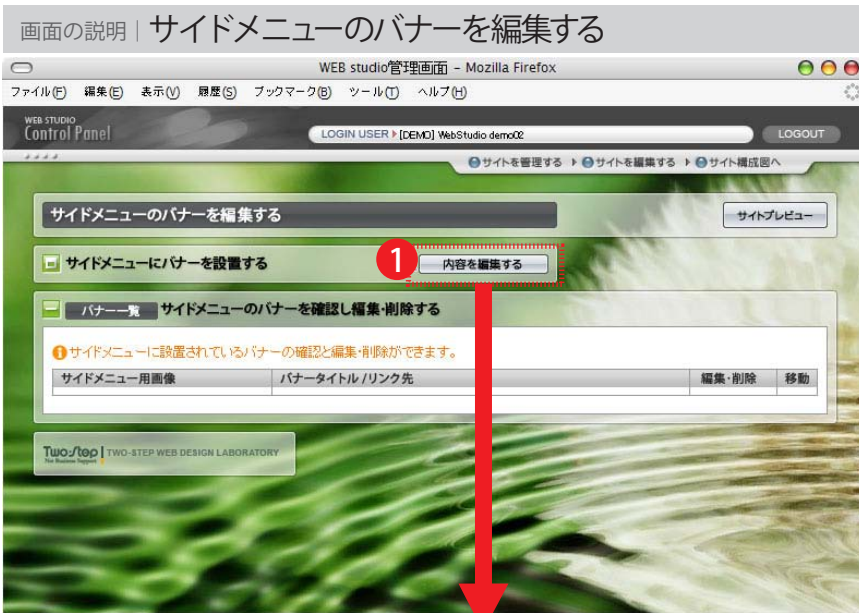 画面の説明 | サイドメニューのバナーを編集する
WEB studio管理画面 - Mozilla Firefox
ファイル(F) 編集(E) 表示(V) 履歴(S) ブックマーク(B) ツール(T) ヘルプ(H)
WEB STUDIO
Control Panel
LOGIN USER [DEMO] WebStudio demo02
LOGOUT
サイトを管理する サイトを編集する サイト構成図へ
サイドメニューのバナーを編集する
サイトプレビュー
サイドメニューにバナーを設置する
1
内容を編集する
バナー一覧 サイドメニューのバナーを確認し編集・削除する
サイドメニューに設置されているバナーの確認と編集・削除ができます。
サイドメニュー用画像 バナータイトル/リンク先 編集・削除 移動
Two-Step TWO-STEP WEB DESIGN LABORATORY
The Business Support